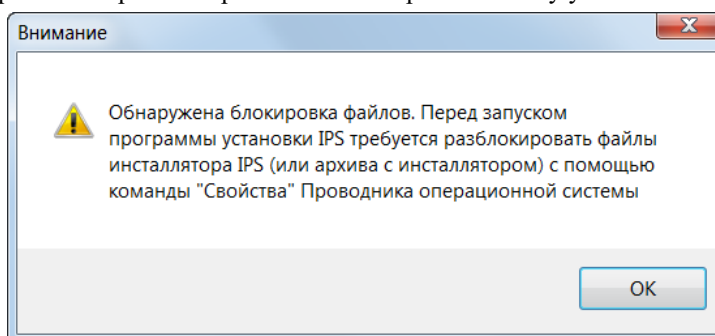 Внимание
Обнаружена блокировка файлов. Перед запуском
программы установки IPS требуется разблокировать файлы
инсталлятора IPS (или архива с инсталлятором) с помощью
команды "Свойства" Проводника операционной системы
ОК